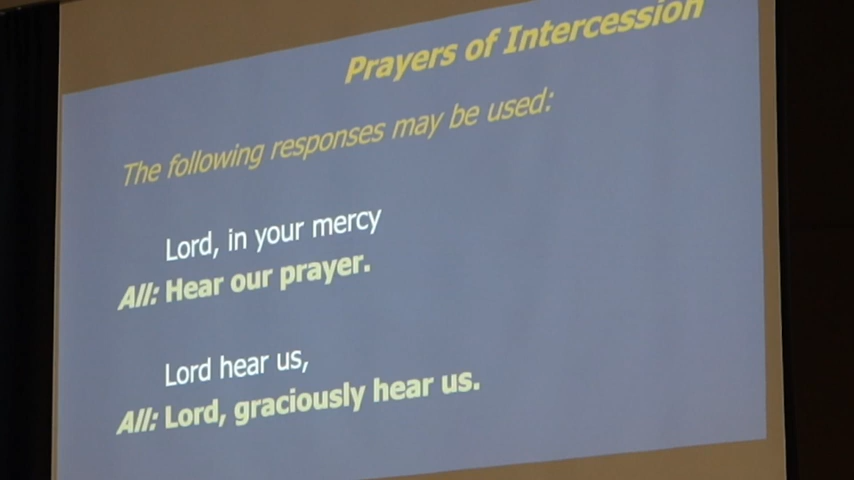 Prayers of Intercession
The following responses may be used:
Lord, in your mercy
All: Hear our prayer.
Lord hear us,
All: Lord, graciously hear us.